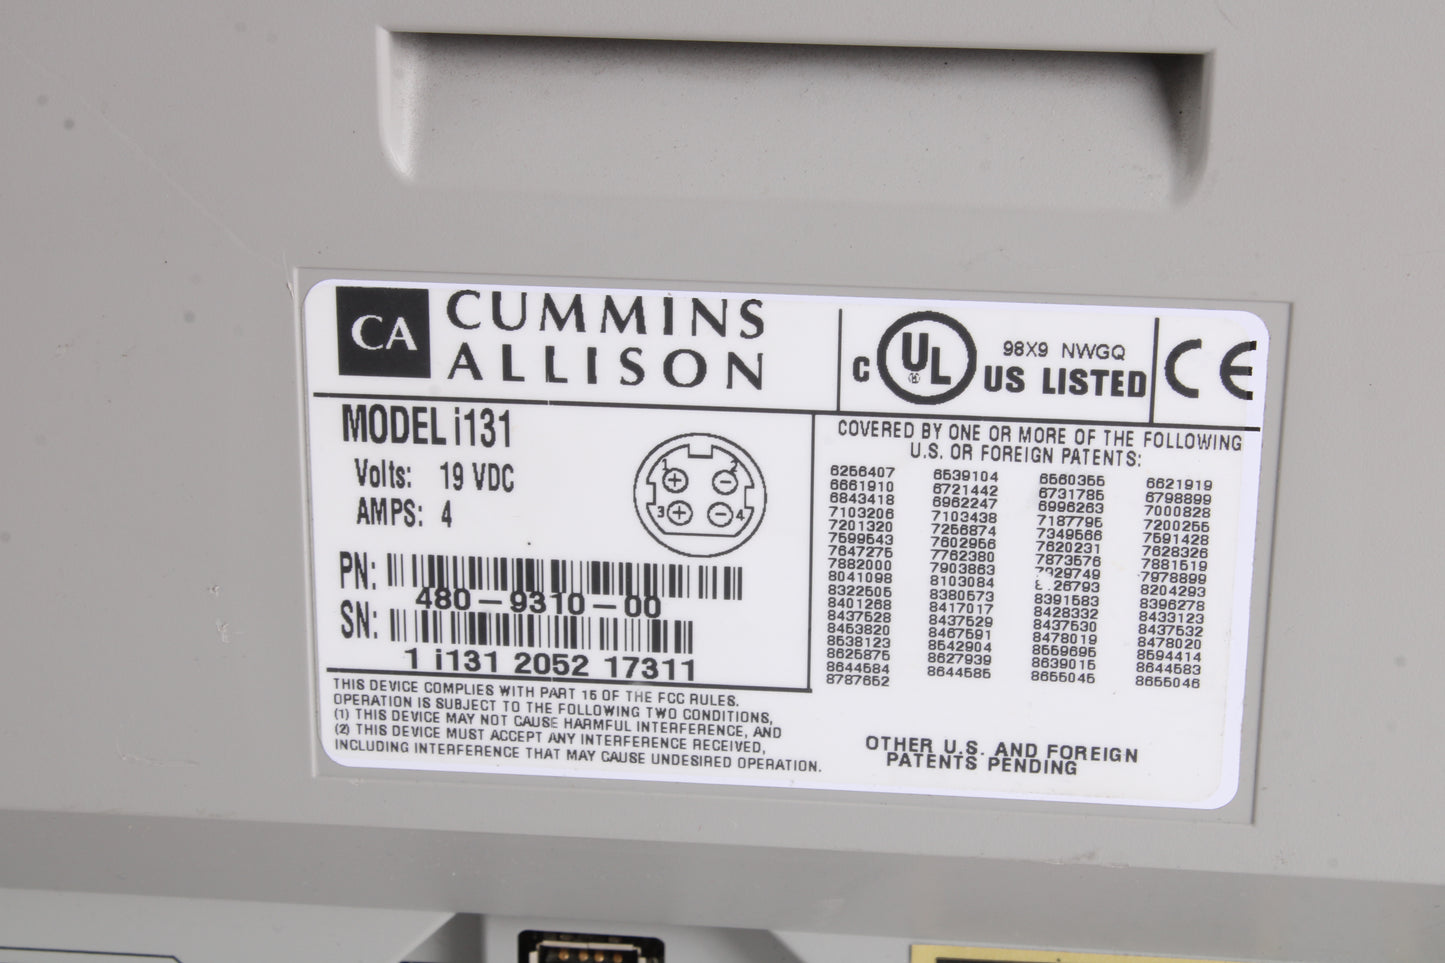 CA
CUMMINS
ALLISON
C UL US LISTED
98X9 NWGQ
CE
MODEL i131
Volts: 19 VDC
AMPS: 4
1 + 2 -
3 + - 4
PN:
480-9310-00
SN:
1 i131 2052 17311
THIS DEVICE COMPLIES WITH PART 15 OF THE FCC RULES.
OPERATION IS SUBJECT TO THE FOLLOWING TWO CONDITIONS,
(1) THIS DEVICE MAY NOT CAUSE HARMFUL INTERFERENCE, AND
(2) THIS DEVICE MUST ACCEPT ANY INTERFERENCE RECEIVED,
INCLUDING INTERFERENCE THAT MAY CAUSE UNDESIRED OPERATION.
COVERED BY ONE OR MORE OF THE FOLLOWING
U.S. OR FOREIGN PATENTS:
6256407 6539104 6560355 6621919
6661910 6721442 6731785 6798899
6843418 6962247 6996263 7000828
7103206 7103438 7187795 7200255
7201320 7256874 7349566 7591428
7599543 7602956 7620231 7628326
7647275 7762380 7873576 7881519
7882000 7903863 7978899
8041098 8103084 8204293
8322505 8380573 8391583 8396278
8401268 8417017 8428332 8433123
8437528 8437529 8437530 8437532
8453820 8467591 8478019 8478020
8538123 8542904 8559695 8594414
8625875 8627939 8639015 8644583
8644584 8644585 8655045 8655046
8787652
OTHER U.S. AND FOREIGN
PATENTS PENDING